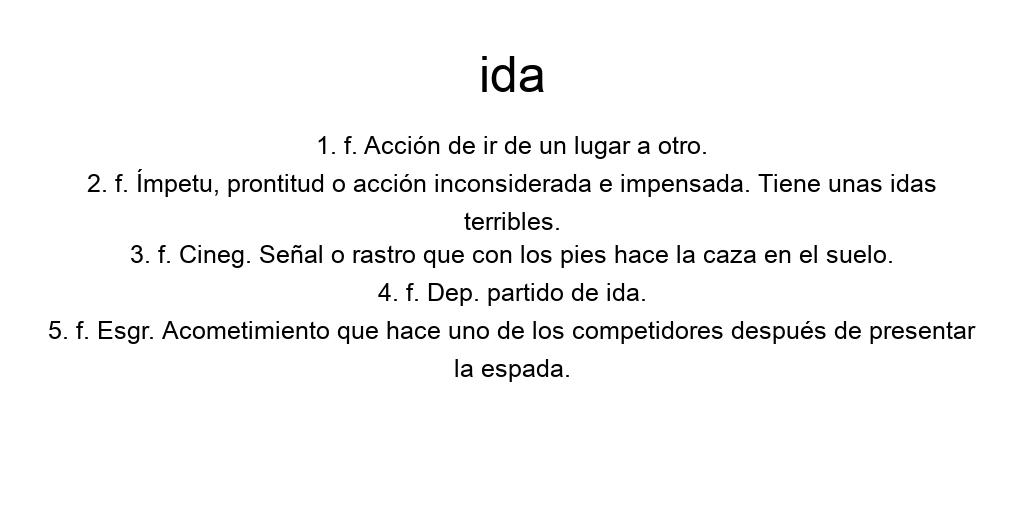 ida
1. f. Acción de ir de un lugar a otro.
2. f. Ímpetu, prontitud o acción inconsiderada e impensada. Tiene unas idas
terribles.
3. f. Cineg. Señal o rastro que con los pies hace la caza en el suelo.
4. f. Dep. partido de ida.
5. f. Esgr. Acometimiento que hace uno de los competidores después de presentar
la espada.